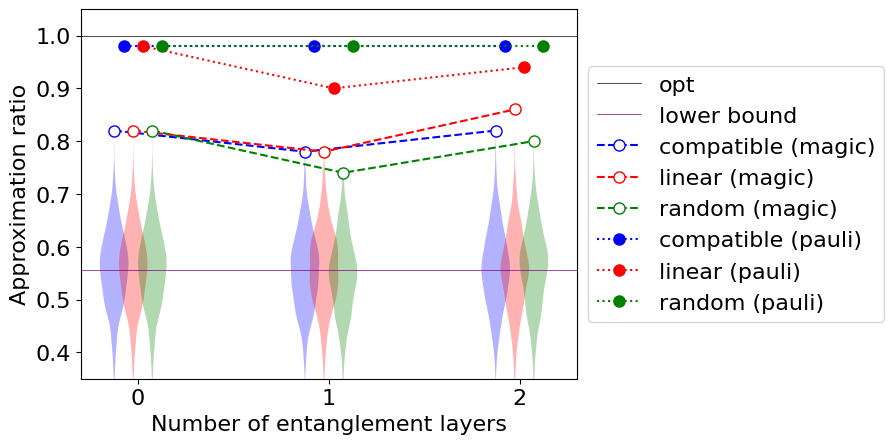 1.0
0.9
0.8
0.7
0.6
0.5
0.4
Approximation ratio
0 1 2
Number of entanglement layers
opt
lower bound
compatible (magic)
linear (magic)
random (magic)
compatible (pauli)
linear (pauli)
random (pauli)